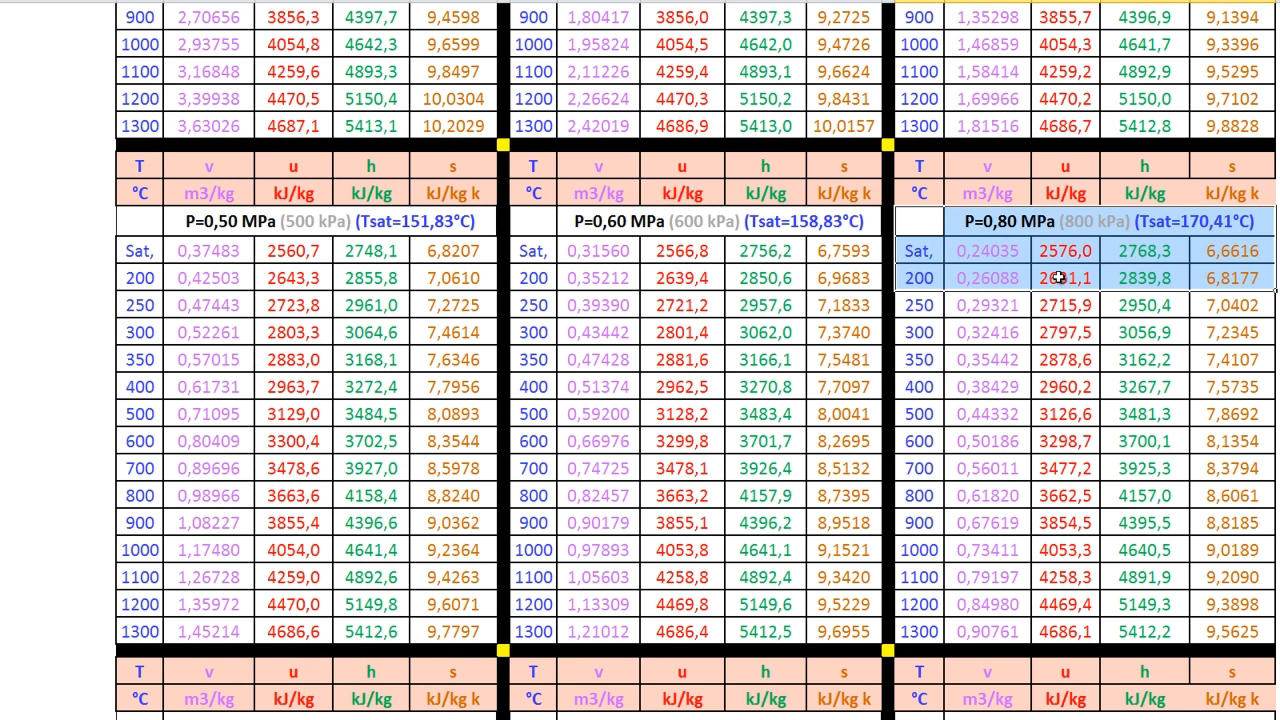 900 2,70656 3856,3 4397,7 9,4598 900 1,80417 3856,0 4397,3 9,2725 900 1,35298 3855,7 4396,9 9,1394
1000 2,93755 4054,8 4642,3 9,6599 1000 1,95824 4054,5 4642,0 9,4726 1000 1,46859 4054,3 4641,7 9,3396
1100 3,16848 4259,6 4893,3 9,8497 1100 2,11226 4259,4 4893,1 9,6624 1100 1,58414 4259,2 4892,9 9,5295
1200 3,39938 4470,5 5150,4 10,0304 1200 2,26624 4470,3 5150,2 9,8431 1200 1,69966 4470,2 5150,0 9,7102
1300 3,63026 4687,1 5413,1 10,2029 1300 2,42019 4686,9 5413,0 10,0157 1300 1,81516 4686,7 5412,8 9,8828
T v u h s T v u h s T v u h s
°C m3/kg kJ/kg kJ/kg kJ/kg k °C m3/kg kJ/kg kJ/kg kJ/kg k °C m3/kg kJ/kg kJ/kg kJ/kg k
P=0,50 MPa (500 kPa) (Tsat=151,83°C) P=0,60 MPa (600 kPa) (Tsat=158,83°C) P=0,80 MPa (800 kPa) (Tsat=170,41°C)
Sat, 0,37483 2560,7 2748,1 6,8207 Sat, 0,31560 2566,8 2756,2 6,7593 Sat, 0,24035 2576,0 2768,3 6,6616
200 0,42503 2643,3 2855,8 7,0610 200 0,35212 2639,4 2850,6 6,9683 200 0,26088 2839,8 6,8177
250 0,47443 2723,8 2961,0 7,2725 250 0,39390 2721,2 2957,6 7,1833 250 0,29321 2715,9 2950,4 7,0402
300 0,52261 2803,3 3064,6 7,4614 300 0,43442 2801,4 3062,0 7,3740 300 0,32416 2797,5 3056,9 7,2345
350 0,57015 2883,0 3168,1 7,6346 350 0,47428 2881,6 3166,1 7,5481 350 0,35442 2878,6 3162,2 7,4107
400 0,61731 2963,7 3272,4 7,7956 400 0,51374 2962,5 3270,8 7,7097 400 0,38429 2960,2 3267,7 7,5735
500 0,71095 3129,0 3484,5 8,0893 500 0,59200 3128,2 3483,4 8,0041 500 0,44332 3126,6 3481,3 7,8692
600 0,80409 3300,4 3702,5 8,3544 600 0,66976 3299,8 3701,7 8,2695 600 0,50186 3298,7 3700,1 8,1354
700 0,89696 3478,6 3927,0 8,5978 700 0,74725 3478,1 3926,4 8,5132 700 0,56011 3477,2 3925,3 8,3794
800 0,98966 3663,6 4158,4 8,8240 800 0,82457 3663,2 4157,9 8,7395 800 0,61820 3662,5 4157,0 8,6061
900 1,08227 3855,4 4396,6 9,0362 900 0,90179 3855,1 4396,2 8,9518 900 0,67619 3854,5 4395,5 8,8185
1000 1,17480 4054,0 4641,4 9,2364 1000 0,97893 4053,8 4641,1 9,1521 1000 0,73411 4053,3 4640,5 9,0189
1100 1,26728 4259,0 4892,6 9,4263 1100 1,05603 4258,8 4892,4 9,3420 1100 0,79197 4258,3 4891,9 9,2090
1200 1,35972 4470,0 5149,8 9,6071 1200 1,13309 4469,8 5149,6 9,5229 1200 0,84980 4469,4 5149,3 9,3898
1300 1,45214 4686,6 5412,6 9,7797 1300 1,21012 4686,4 5412,5 9,6955 1300 0,90761 4686,1 5412,2 9,5625
T v u h s T v u h s T v u h s
°C m3/kg kJ/kg kJ/kg kJ/kg k °C m3/kg kJ/kg kJ/kg kJ/kg k °C m3/kg kJ/kg kJ/kg kJ/kg k